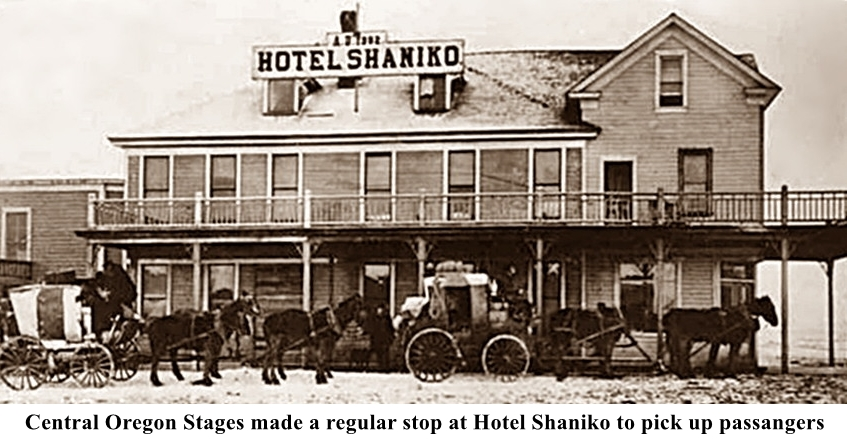 HOTEL SHANIKO
Central Oregon Stages made a regular stop at Hotel Shaniko to pick up passangers